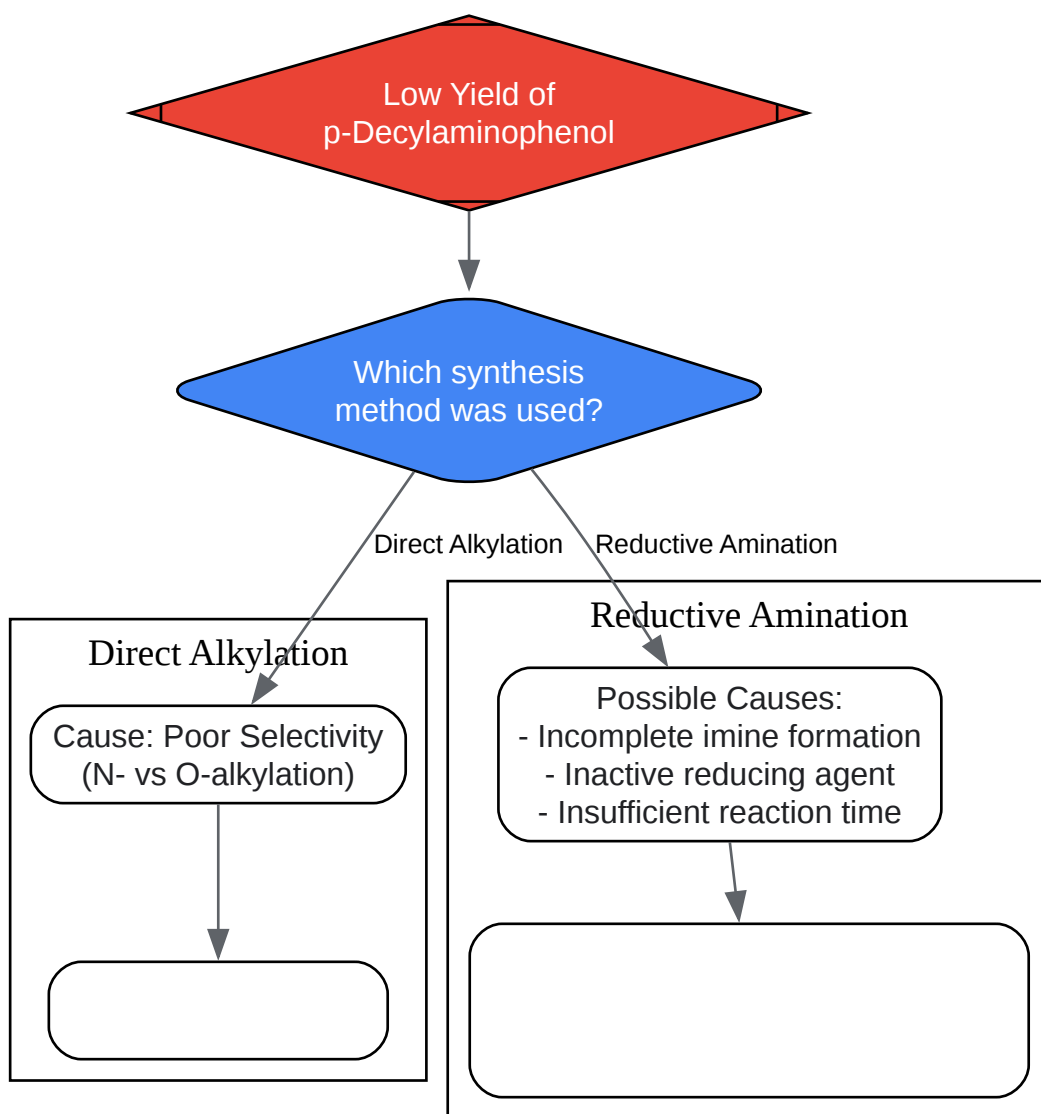 Low Yield of
p-Decylaminophenol
Which synthesis
method was used?
Direct Alkylation
Reductive Amination
Direct Alkylation
Cause: Poor Selectivity
(N- vs O-alkylation)
Reductive Amination
Possible Causes:
- Incomplete imine formation
- Inactive reducing agent
- Insufficient reaction time